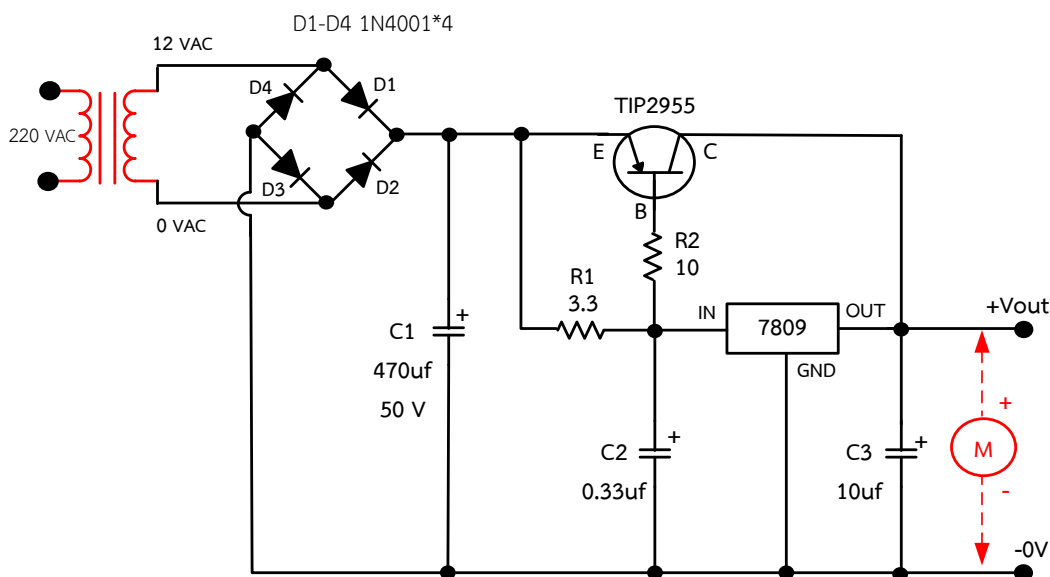 D1-D4 1N4001*4
12 VAC
D4
D1
220 VAC
D3
D2
0 VAC
TIP2955
E
C
B
R2
10
R1
3.3
IN
7809
OUT
GND
+Vout
C1
470uf
50 V
+
C2
0.33uf
+
C3
10uf
+
+
M
-
-0V